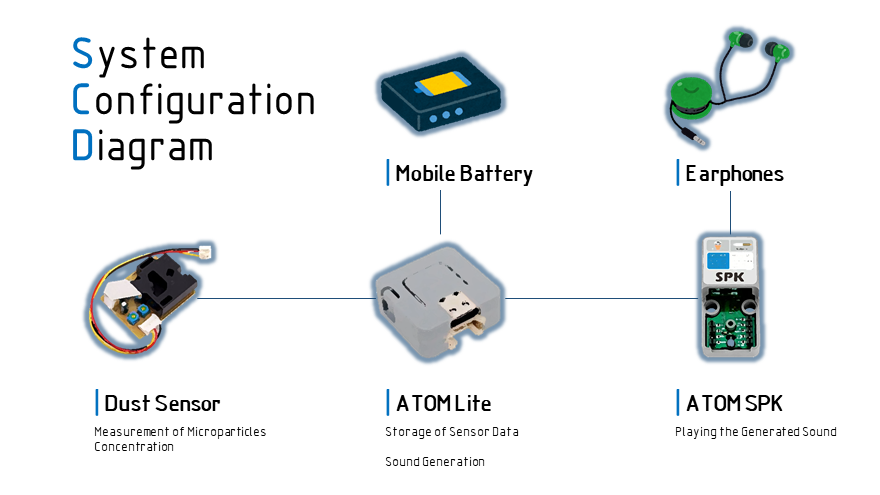 System
Configuration
Diagram
Mobile Battery
Earphones
SPK
Dust Sensor
Measurement of Microparticles
Concentration
ATOM Lite
Storage of Sensor Data
Sound Generation
ATOM SPK
Playing the Generated Sound